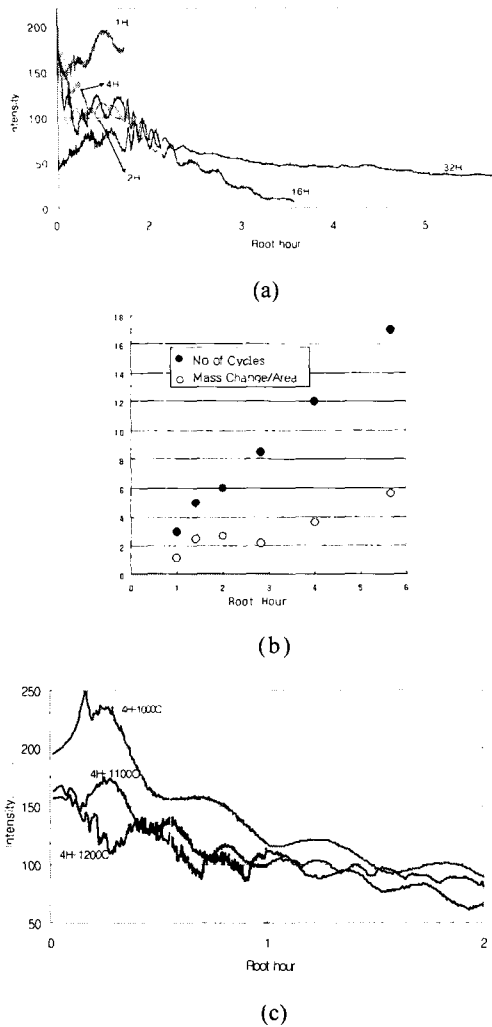 200
150
100
50
0
Intensity
1H
4H
2H
16H
32H
0 1 2 3 4 5
Root hour
(a)
18
16
14
12
10
8
6
4
2
0
No of Cycles
Mass Change/Area
0 1 2 3 4 5 6
Root Hour
(b)
250
200
150
100
50
Intensity
4H-1000C
4H-1100C
4H-1200C
0 1 2
Root hour
(c)